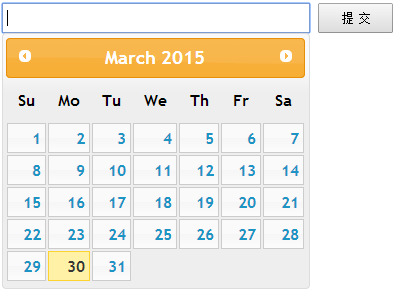 提 交
March 2015
Su Mo Tu We Th Fr Sa
1 2 3 4 5 6 7
8 9 10 11 12 13 14
15 16 17 18 19 20 21
22 23 24 25 26 27 28
29 30 31